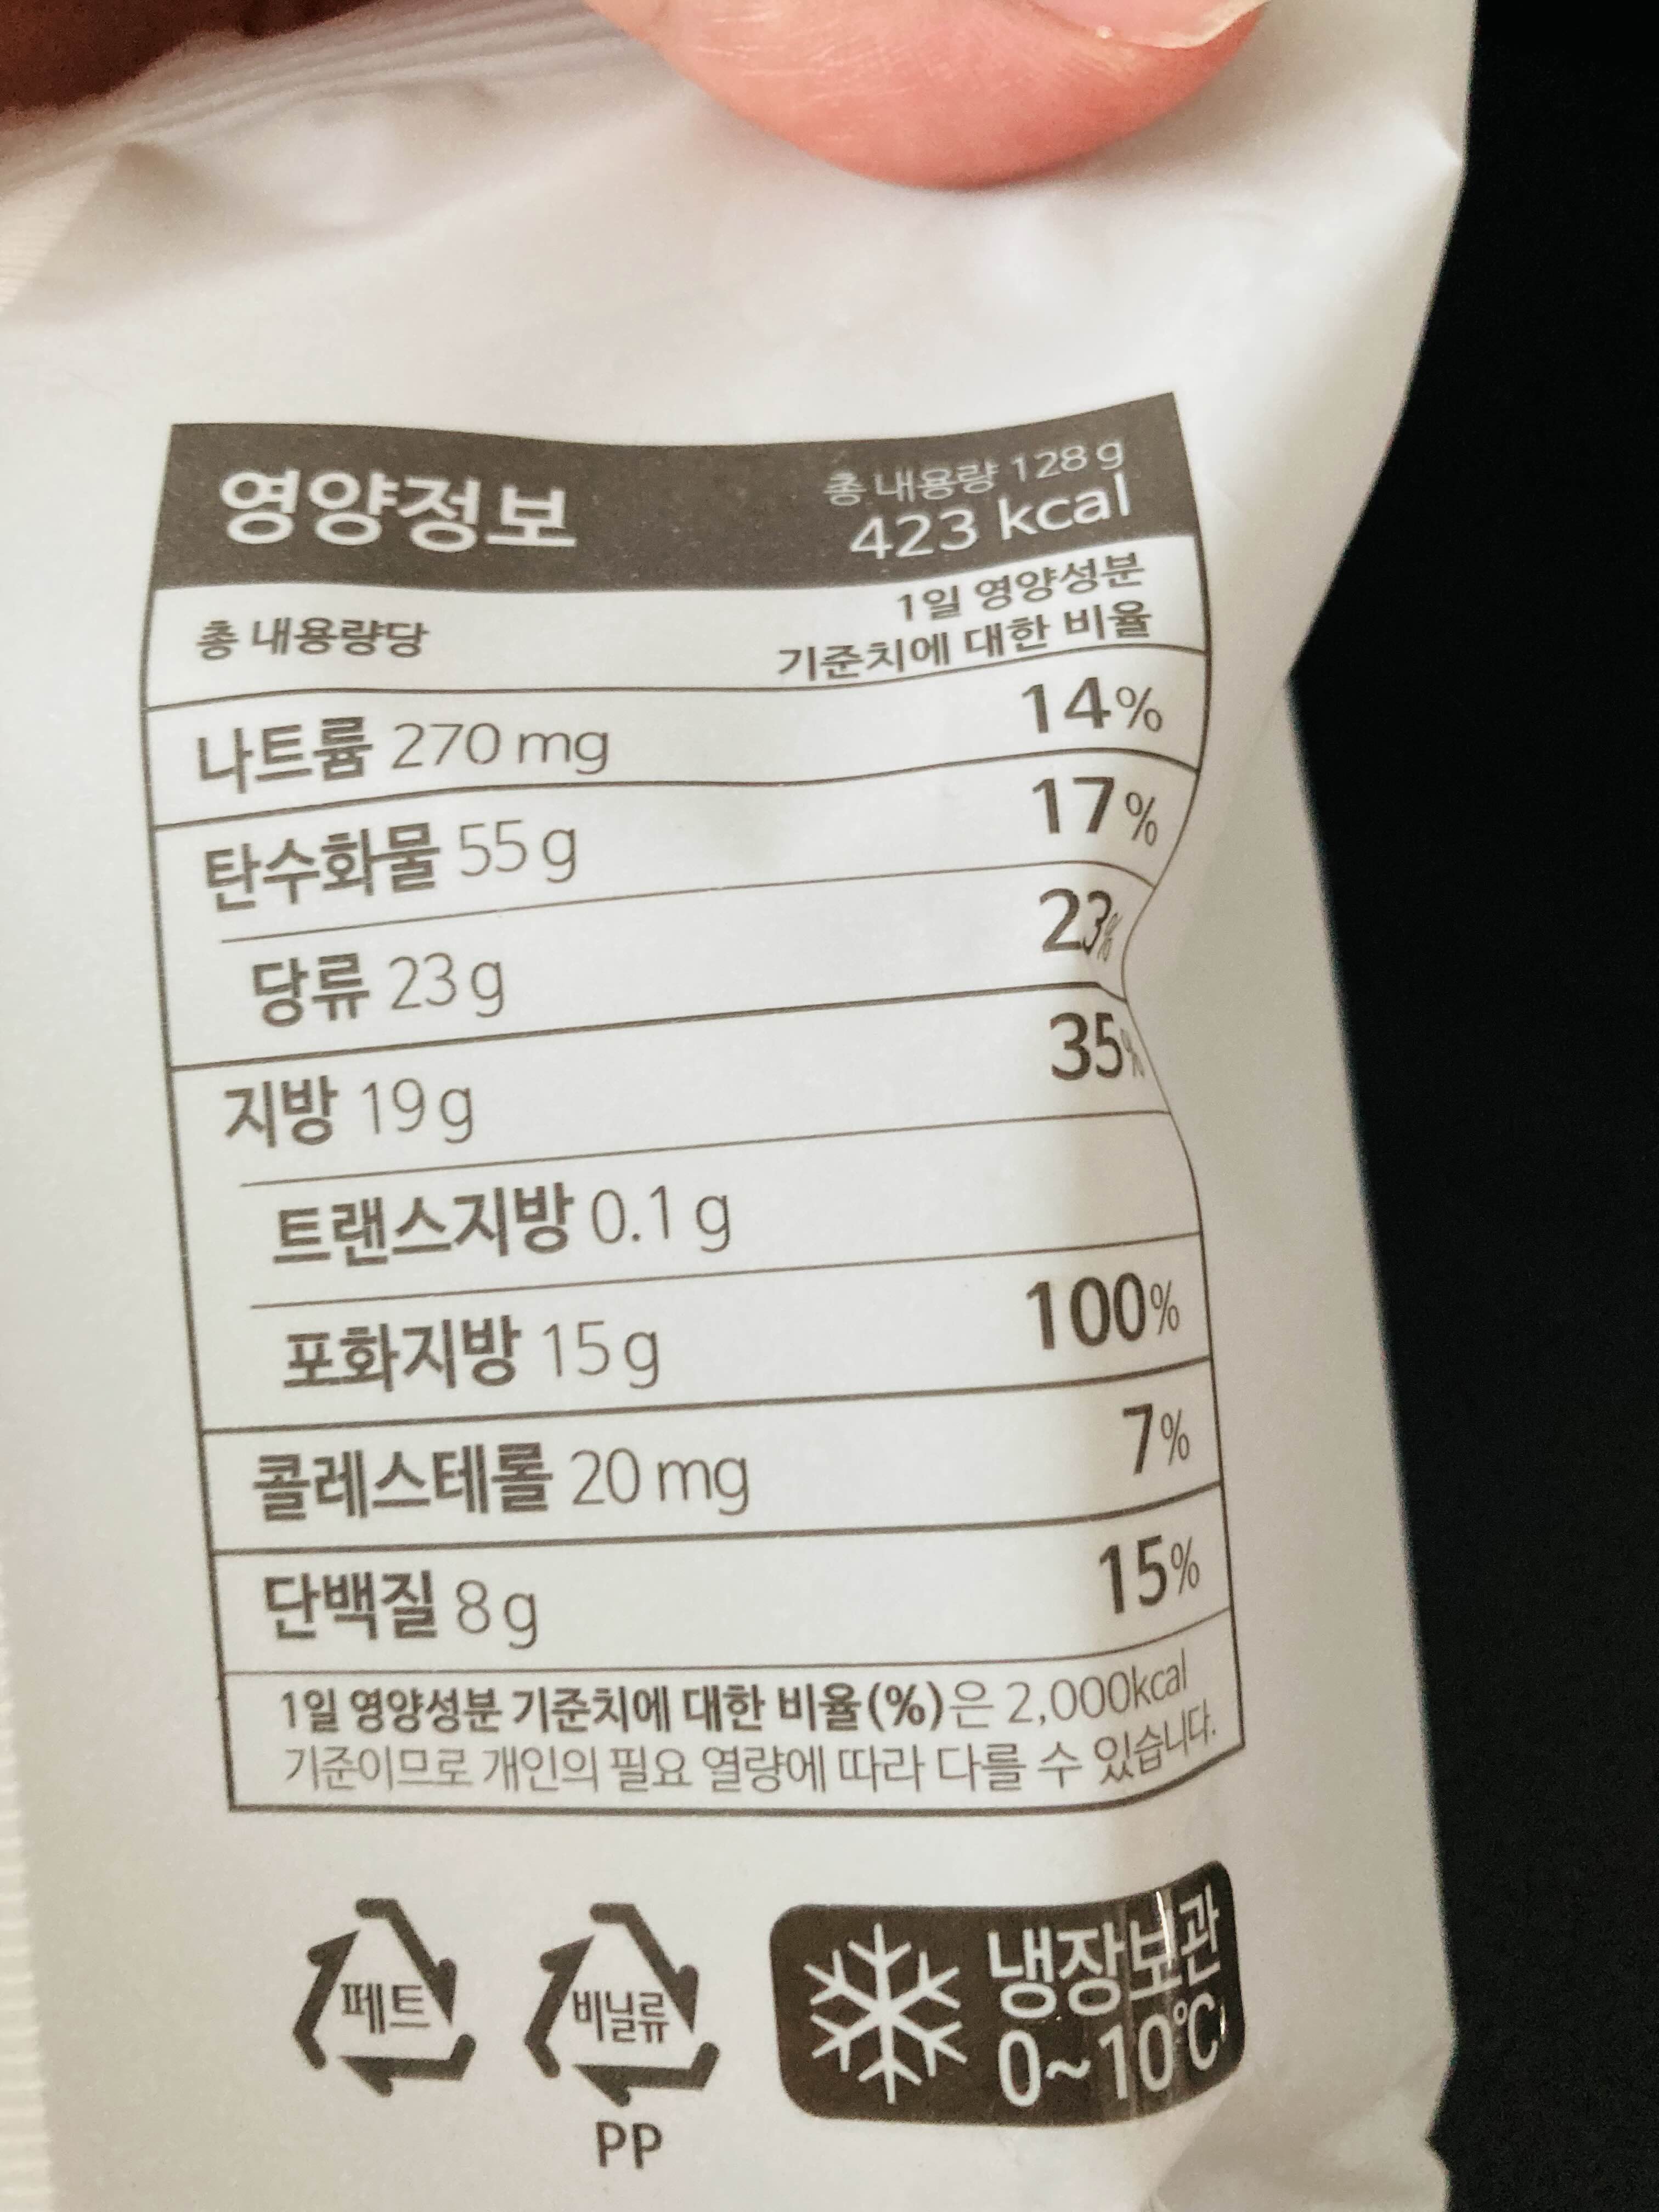 영양정보
총 내용량 128 g
423 kcal
총 내용량당
1일 영양성분
기준치에 대한 비율
나트륨 270 mg 14%
탄수화물 55 g 17%
당류 23 g 23%
지방 19 g 35%
트랜스지방 0.1 g
포화지방 15 g 100%
콜레스테롤 20 mg 7%
단백질 8 g 15%
1일 영양성분 기준치에 대한 비율(%)은 2,000kcal
기준이므로 개인의 필요 열량에 따라 다를 수 있습니다.
페트
비닐류
PP
냉장보관
0~10℃